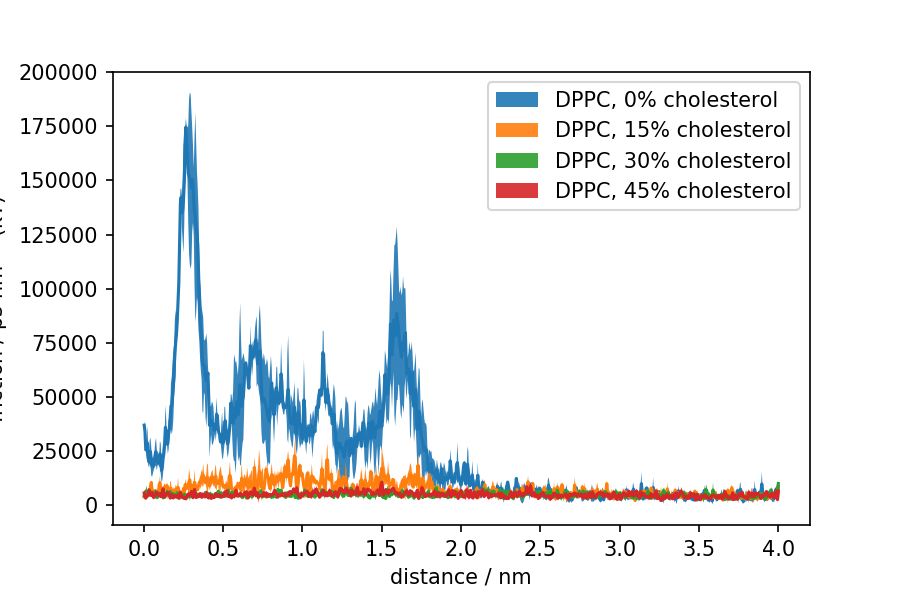 200000
175000
150000
125000
100000
75000
50000
25000
0
DPPC, 0% cholesterol
DPPC, 15% cholesterol
DPPC, 30% cholesterol
DPPC, 45% cholesterol
0.0 0.5 1.0 1.5 2.0 2.5 3.0 3.5 4.0
distance / nm